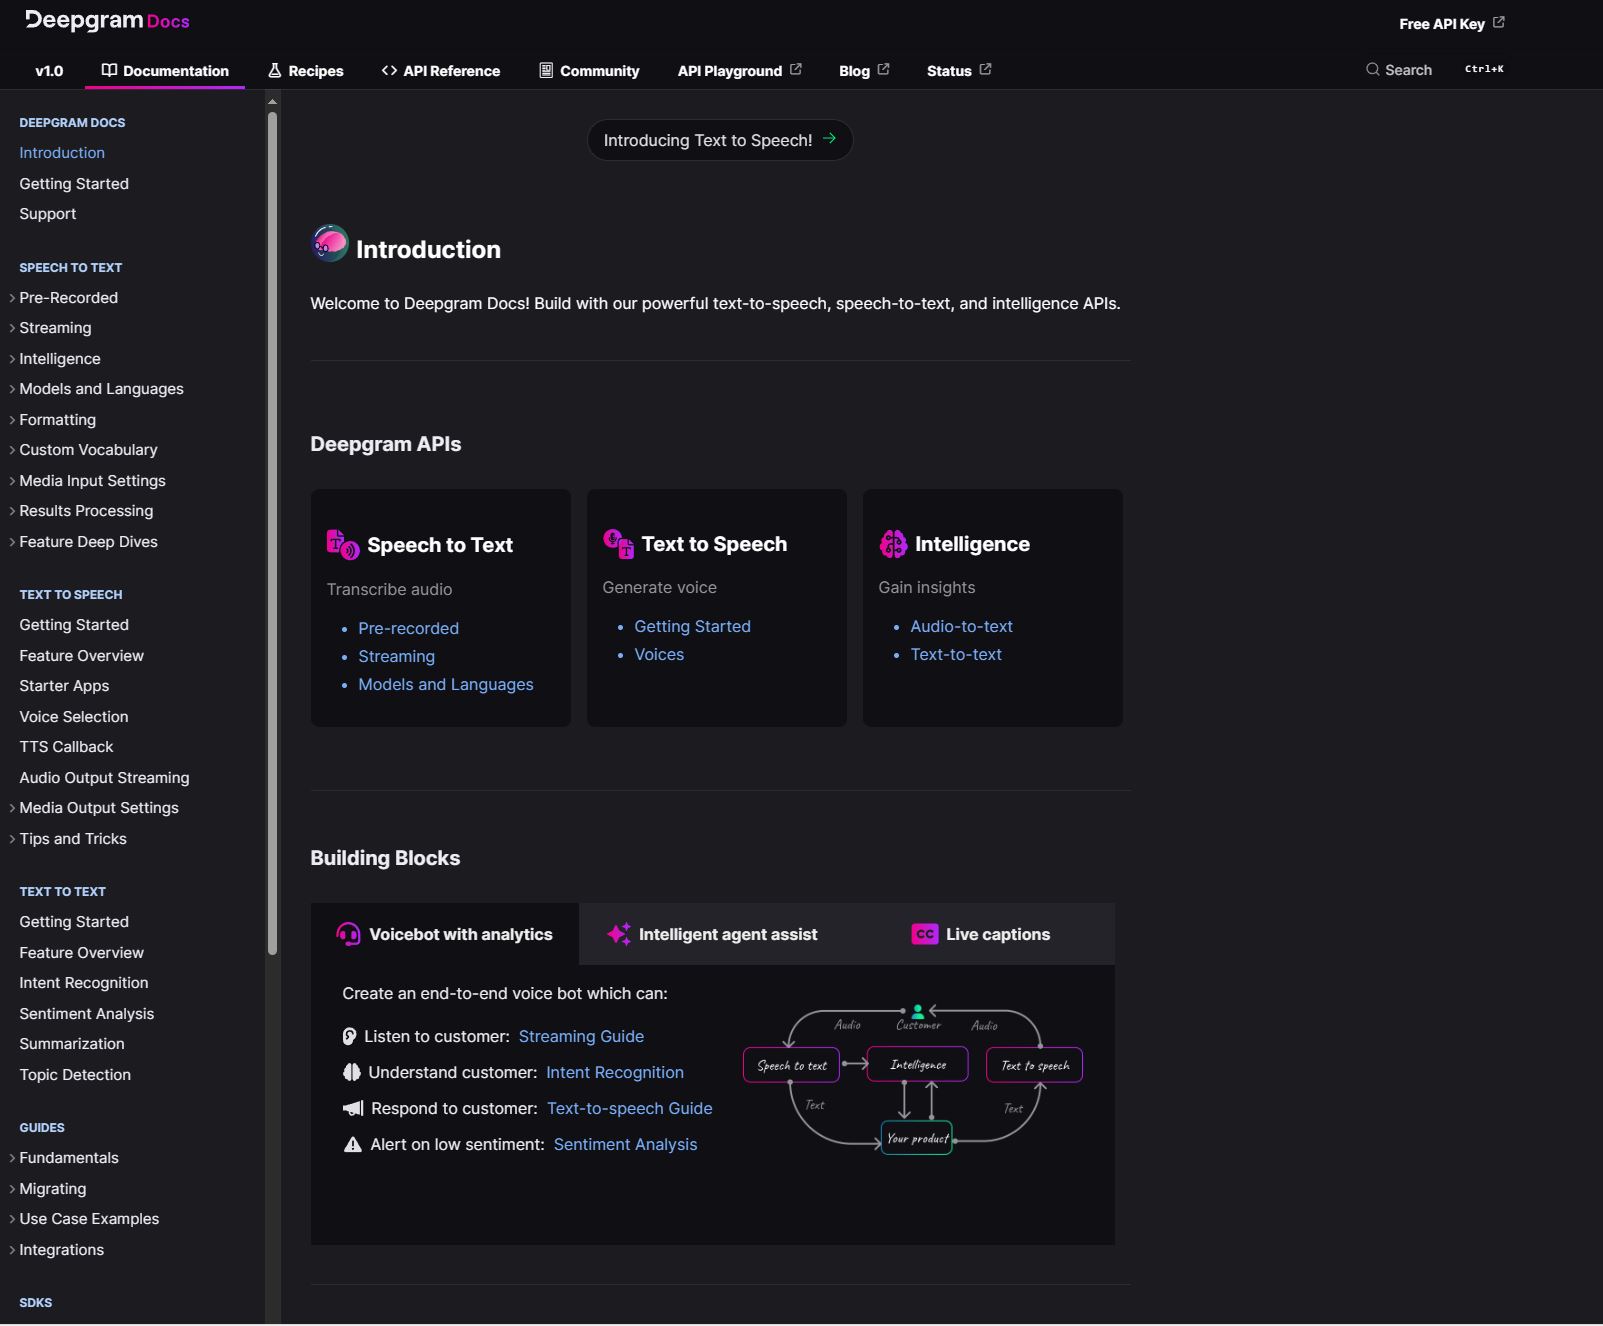 Deepgram Docs
Free API Key
v1.0 Documentation Recipes API Reference Community API Playground Blog Status Search Ctrl+K
DEEPGRAM DOCS
Introduction
Getting Started
Support
SPEECH TO TEXT
Pre-Recorded
Streaming
Intelligence
Models and Languages
Formatting
Custom Vocabulary
Media Input Settings
Results Processing
Feature Deep Dives
TEXT TO SPEECH
Getting Started
Feature Overview
Starter Apps
Voice Selection
TTS Callback
Audio Output Streaming
Media Output Settings
Tips and Tricks
TEXT TO TEXT
Getting Started
Feature Overview
Intent Recognition
Sentiment Analysis
Summarization
Topic Detection
GUIDES
Fundamentals
Migrating
Use Case Examples
Integrations
SDKS
Introducing Text to Speech!
Introduction
Welcome to Deepgram Docs! Build with our powerful text-to-speech, speech-to-text, and intelligence APIs.
Deepgram APIs
Speech to Text
Transcribe audio
Pre-recorded
Streaming
Models and Languages
Text to Speech
Generate voice
Getting Started
Voices
Intelligence
Gain insights
Audio-to-text
Text-to-text
Building Blocks
Voicebot with analytics
Intelligent agent assist
CC Live captions
Create an end-to-end voice bot which can:
Listen to customer: Streaming Guide
Understand customer: Intent Recognition
Respond to customer: Text-to-speech Guide
Alert on low sentiment: Sentiment Analysis
Audio Customer Audio
Speech to text Intelligence Text to speech
Text Text
Your product